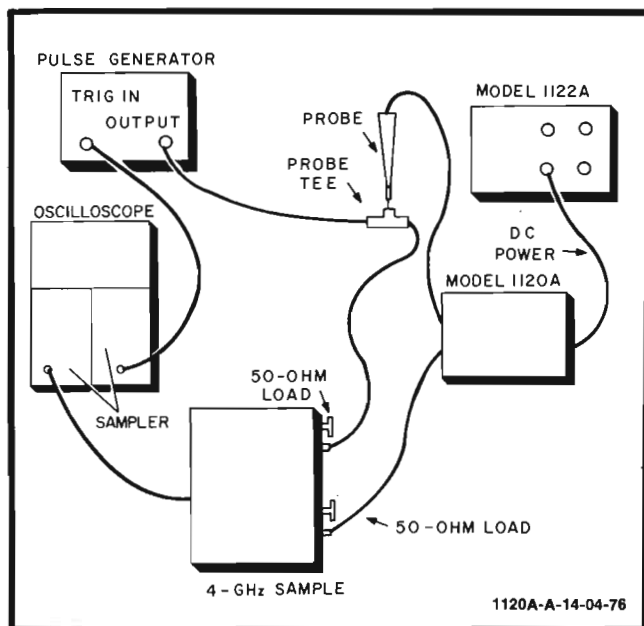 PULSE GENERATOR
TRIG IN
OUTPUT
MODEL 1122A
PROBE
PROBE
TEE
OSCILLOSCOPE
DC
POWER
MODEL 1120A
50-OHM
LOAD
SAMPLER
50-OHM LOAD
4-GHz SAMPLE
1120A-A-14-04-76